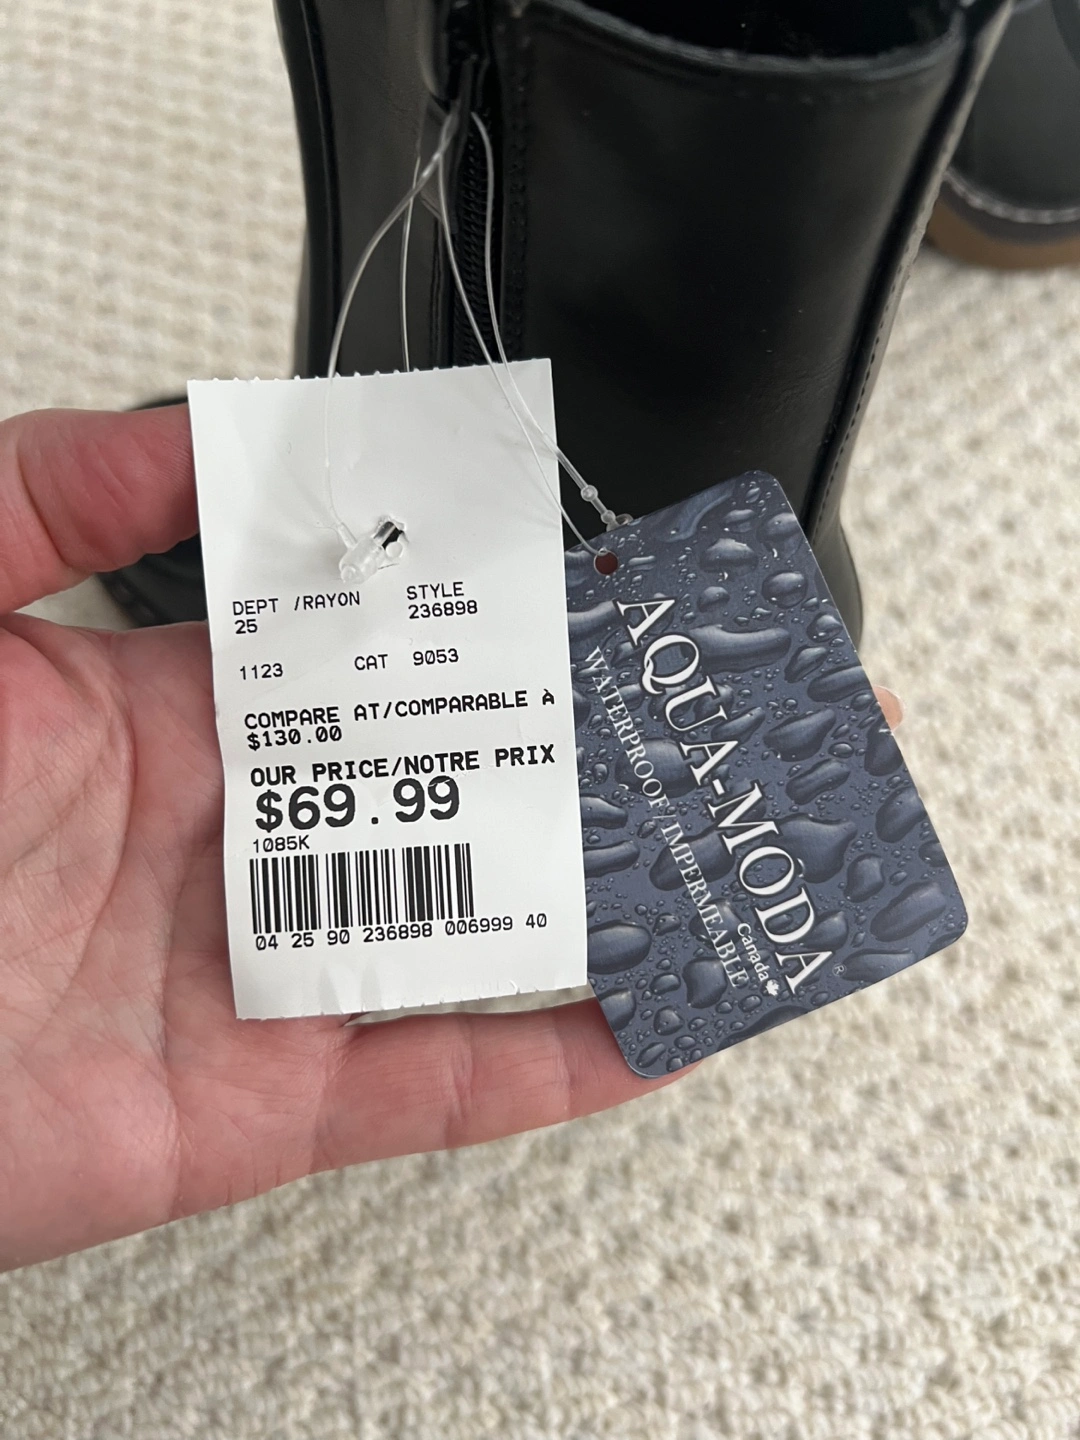 DEPT /RAYON STYLE
25 236898
1123 CAT 9053
COMPARE AT/COMPARABLE À
$130.00
OUR PRICE/NOTRE PRIX
$69.99
1085K
04 25 90 236898 006999 40
AQUA-MODA®
WATERPROOF / IMPERMEABLE
Canada